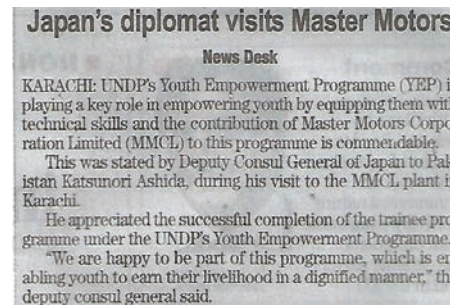 Japan's diplomat visits Master Motors
News Desk
KARACHI: UNDP's Youth Empowerment Programme (YEP) i
playing a key role in empowering youth by equipping them wit
technical skills and the contribution of Master Motors Corpo
ration Limited (MMCL) to this programme is commendable.
This was stated by Deputy Consul General of Japan to Pak
istan Katsunori Ashida, during his visit to the MMCL plant i
Karachi.
He appreciated the successful completion of the trainee pro
gramme under the UNDP's Youth Empowerment Programme.
"We are happy to be part of this programme, which is en
abling youth to earn their livelihood in a dignified manner," th
deputy consul general said.